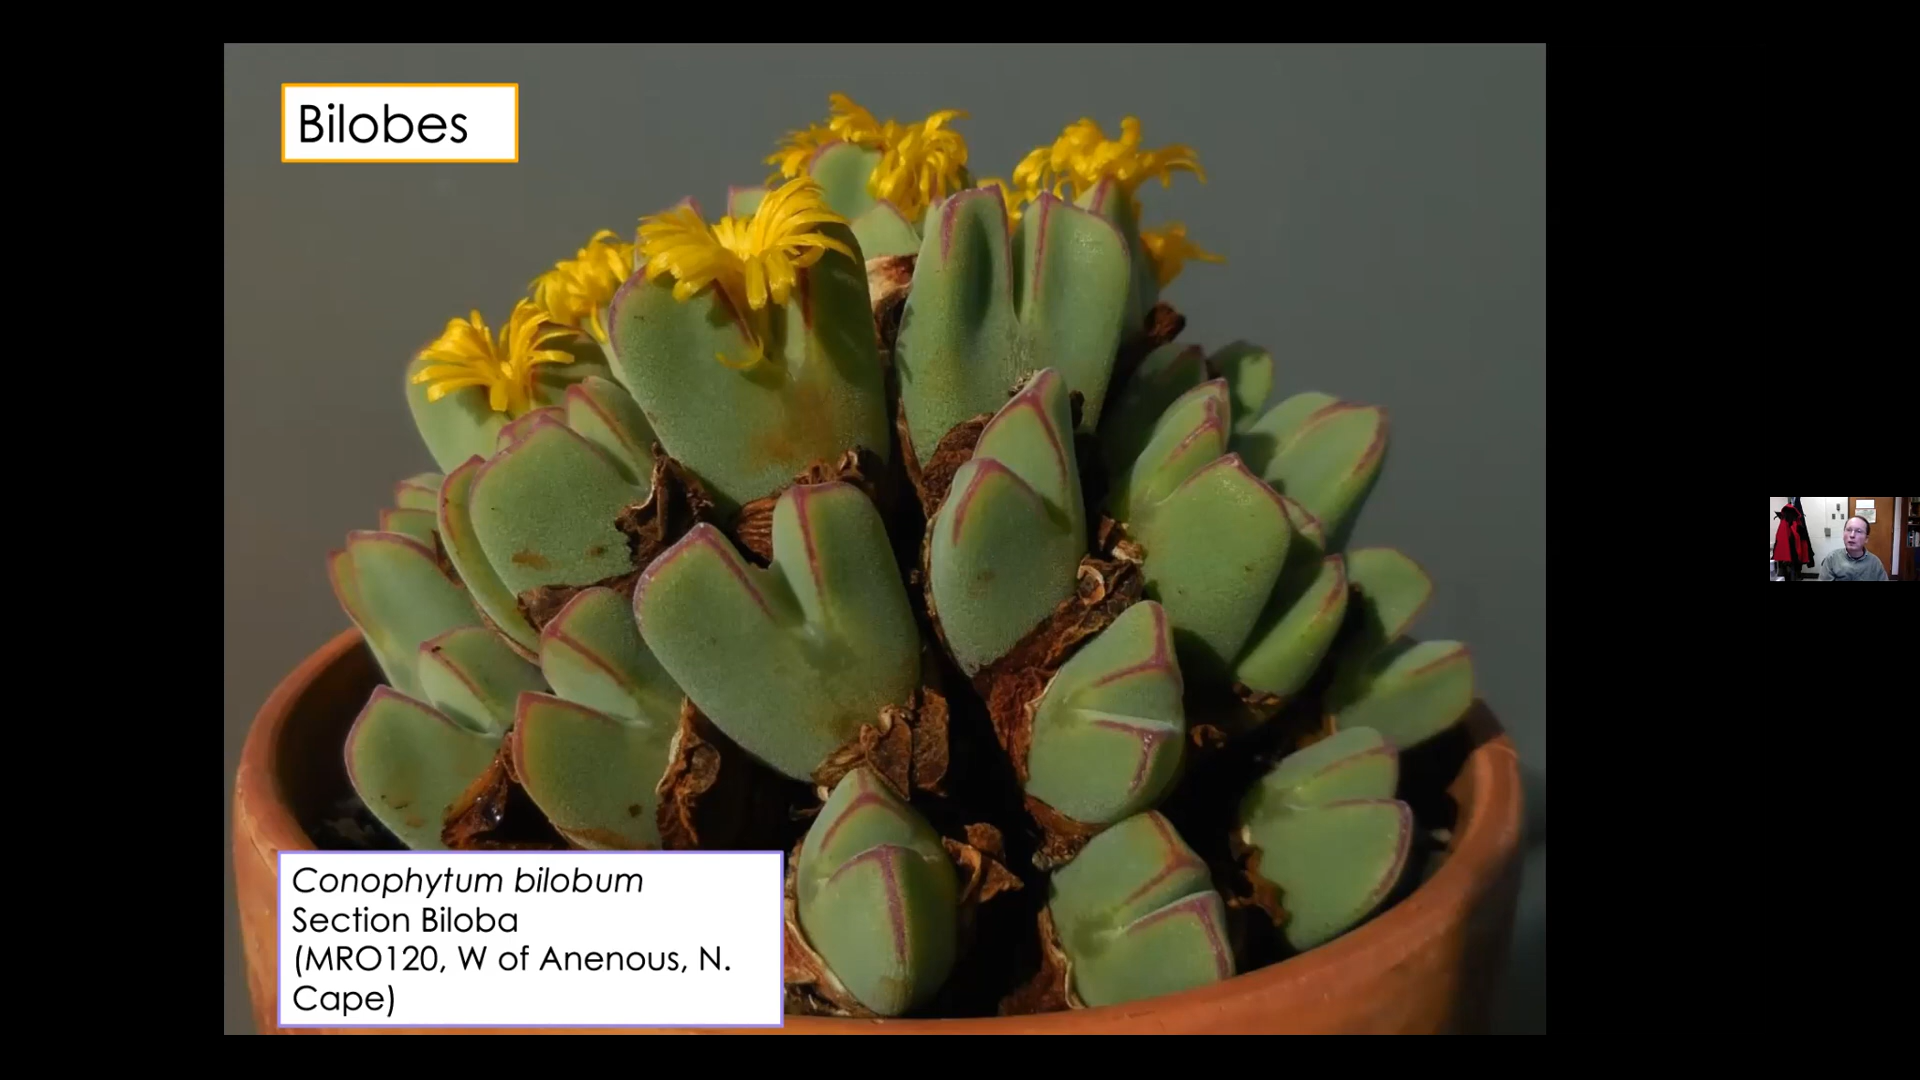 Bilobes
Conophytum bilobum
Section Biloba
(MRO120, W of Anenous, N.
Cape)